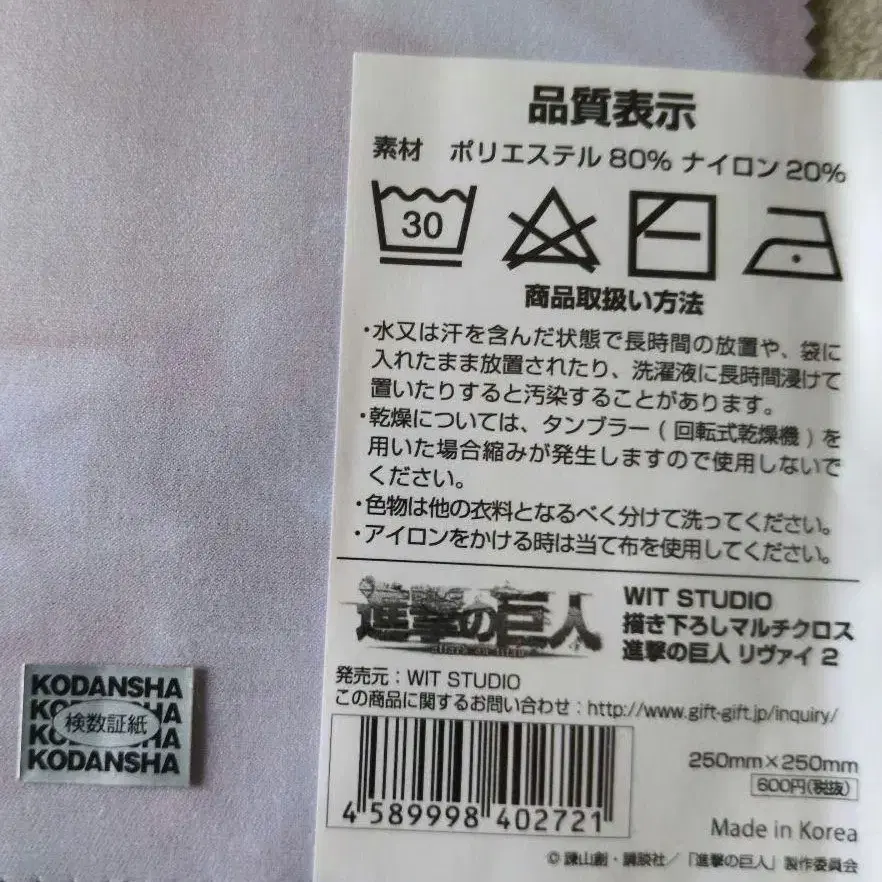 品質表示
素材 ポリエステル 80% ナイロン 20%
30
商品取扱い方法
・水又は汗を含んだ状態で長時間の放置や、袋に
入れたまま放置されたり、洗濯液に長時間浸けて
置いたりすると汚染することがあります。
・乾燥については、タンブラー(回転式乾燥機)を
用いた場合縮みが発生しますので使用しないで
ください。
・色物は他の衣料となるべく分けて洗ってください。
・アイロンをかける時は当て布を使用してください。
進撃の巨人
attack on titan
WIT STUDIO
描き下ろしマルチクロス
進撃の巨人 リヴァイ 2
発売元:WIT STUDIO
この商品に関するお問い合わせ:http://www.gift-gift.jp/inquiry/
250mm×250mm
600円(税抜)
4 589998 402721
Made in Korea
© 諫山創・講談社/「進撃の巨人」製作委員会
KODANSHA
検数証紙
KODANSHA